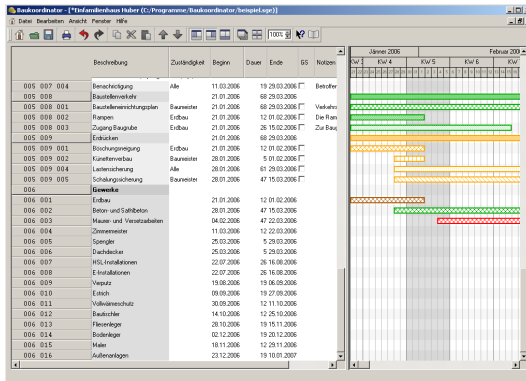 Baukoordinator - [*Einfamilienhaus Huber (C:/Programme/Baukoordinator/beispiel.sge)]
Datei Bearbeiten Ansicht Fenster Hilfe
100%
Beschreibung Zuständigkeit Beginn Dauer Ende GS Notizen
Jänner 2006 Februar 200
KW 4 KW 5 KW 6 KW
005 007 004 Benachrichtigung Alle 11.03.2006 19 29.03.2006 Betroffer
005 008 Baustellenverkehr 21.01.2006 68 29.03.2006
005 008 001 Baustelleneinrichtungsplan Baumeister 21.01.2006 68 29.03.2006 Verkehrs
005 008 002 Rampen Erdbau 21.01.2006 12 01.02.2006 Die Ram
005 008 003 Zugang Baugrube Erdbau 21.01.2006 26 15.02.2006 Zur Baug
005 009 Erdrücken 21.01.2006 68 29.03.2006
005 009 001 Böschungsneigung Erdbau 21.01.2006 12 01.02.2006
005 009 002 Künettenverbau Baumeister 28.01.2006 5 01.02.2006
005 009 004 Lastensicherung Alle 28.01.2006 61 29.03.2006
005 009 005 Schalungssicherung Baumeister 28.01.2006 47 15.03.2006
006 Gewerke
006 001 Erdbau 21.01.2006 12 01.02.2006
006 002 Beton- und Stahlbeton 28.01.2006 47 15.03.2006
006 003 Maurer- und Versetzarbeiten 04.02.2006 47 22.03.2006
006 004 Zimmermeister 11.03.2006 12 22.03.2006
006 005 Spengler 25.03.2006 5 29.03.2006
006 006 Dachdecker 25.03.2006 5 29.03.2006
006 007 HSL-Installationen 22.07.2006 26 16.08.2006
006 008 E-Installationen 22.07.2006 26 16.08.2006
006 009 Verputz 19.08.2006 19 06.09.2006
006 010 Estrich 09.09.2006 19 27.09.2006
006 011 Vollwärmeschutz 30.09.2006 12 11.10.2006
006 012 Bautischler 14.10.2006 12 25.10.2006
006 013 Fliesenleger 28.10.2006 19 15.11.2006
006 014 Bodenleger 02.12.2006 19 20.12.2006
006 015 Maler 18.11.2006 12 29.11.2006
006 016 Außenanlagen 23.12.2006 19 10.01.2007